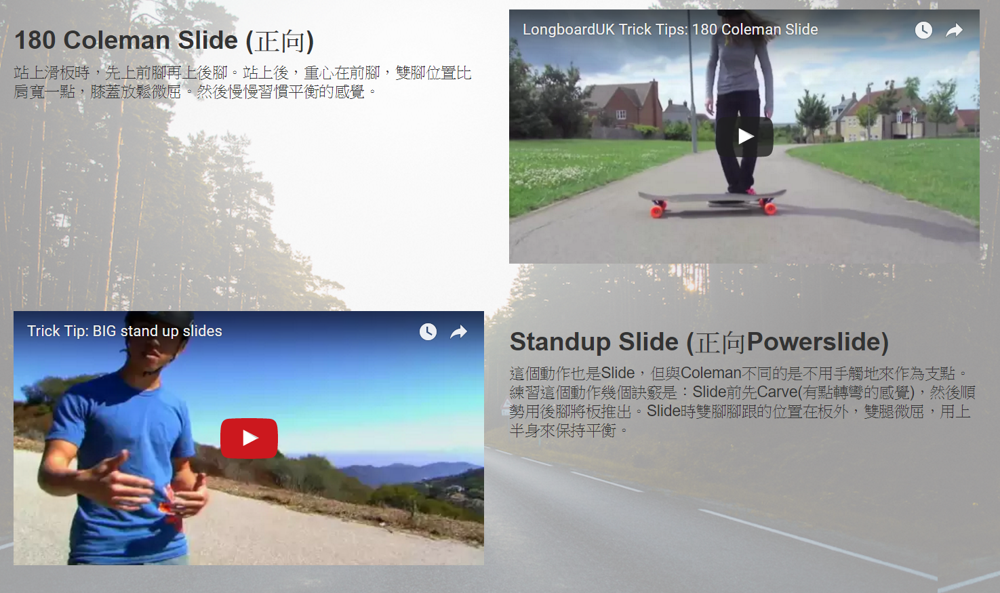 180 Coleman Slide (正向)
站上滑板時，先上前腳再上後腳。站上後，重心在前腳，雙腳位置比
肩寬一點，膝蓋放鬆微屈。然後慢慢習慣平衡的感覺。
LongboardUK Trick Tips: 180 Coleman Slide
Trick Tip: BIG stand up slides
Standup Slide (正向Powerslide)
這個動作也是Slide，但與Coleman不同的是不用手觸地來作為支點。
練習這個動作幾個訣竅是：Slide前先Carve(有點轉彎的感覺)，然後順
勢用後腳將板推出。Slide時雙腳腳跟的位置在板外，雙腿微屈，用上
半身來保持平衡。